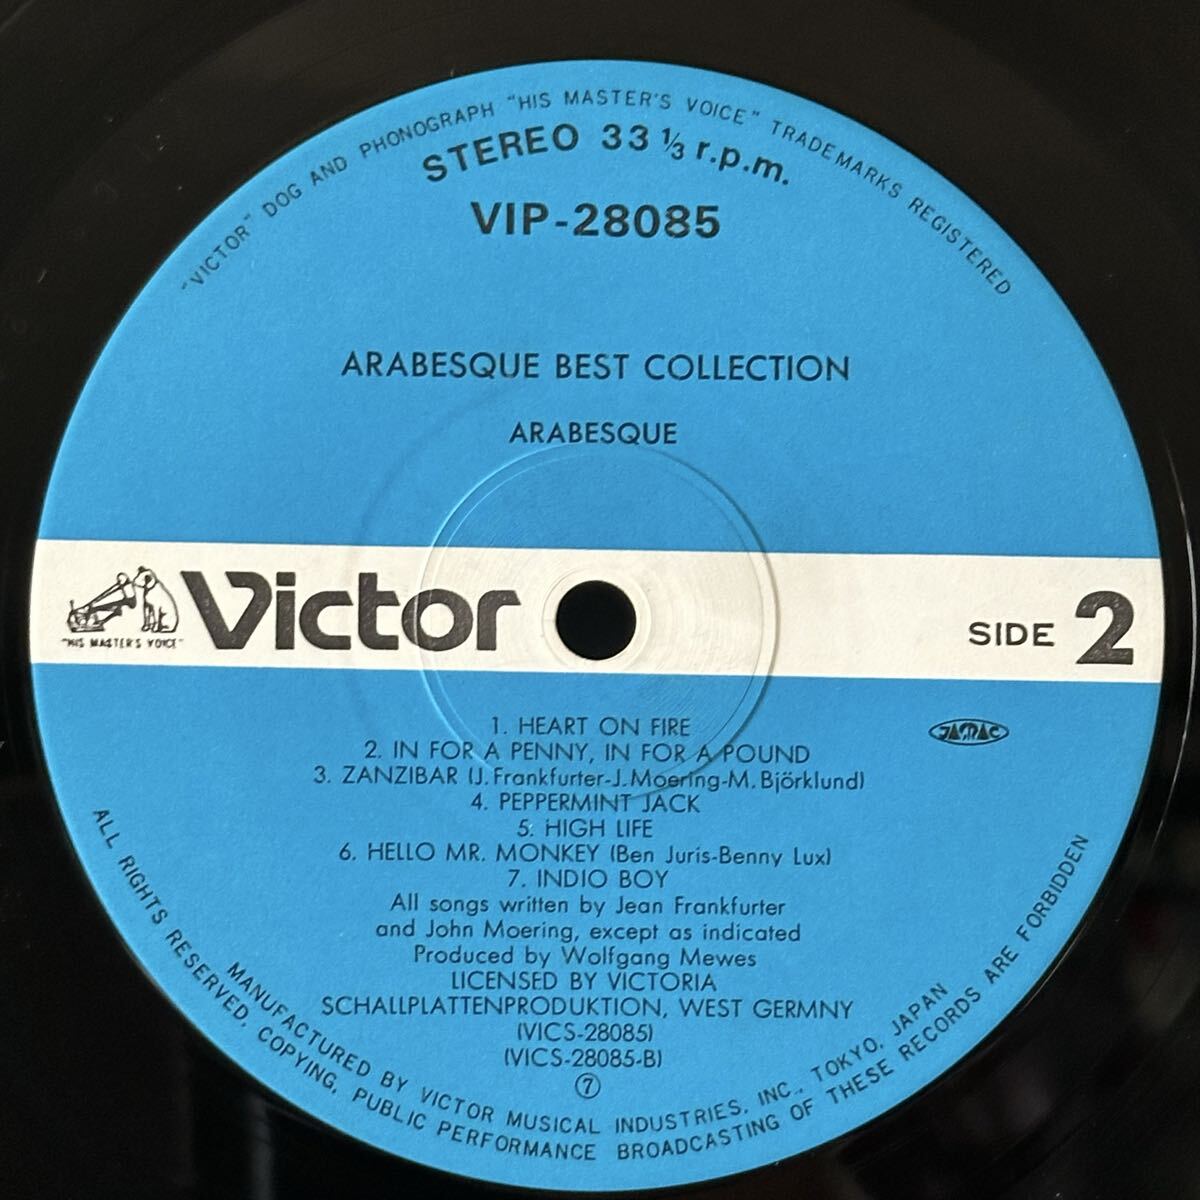 "VICTOR" DOG AND PHONOGRAPH "HIS MASTER'S VOICE" TRADEMARKS REGISTERED
STEREO 33 1/3 r.p.m.
VIP-28085
ARABESQUE BEST COLLECTION
ARABESQUE
"HIS MASTER'S VOICE"
Victor
SIDE 2
1. HEART ON FIRE
2. IN FOR A PENNY, IN FOR A POUND
3. ZANZIBAR (J. Frankfurter-J. Moering-M. Björklund)
4. PEPPERMINT JACK
5. HIGH LIFE
6. HELLO MR. MONKEY (Ben Juris-Benny Lux)
7. INDIO BOY
JASRAC
All songs written by Jean Frankfurter
and John Moering, except as indicated
Produced by Wolfgang Mewes
LICENSED BY VICTORIA
SCHALLPLATTENPRODUKTION, WEST GERMNY
(VICS-28085)
(VICS-28085-B)
⑦
MANUFACTURED BY VICTOR MUSICAL INDUSTRIES, INC., TOKYO, JAPAN
ALL RIGHTS RESERVED, COPYING, PUBLIC PERFORMANCE BROADCASTING OF THESE RECORDS ARE FORBIDDEN